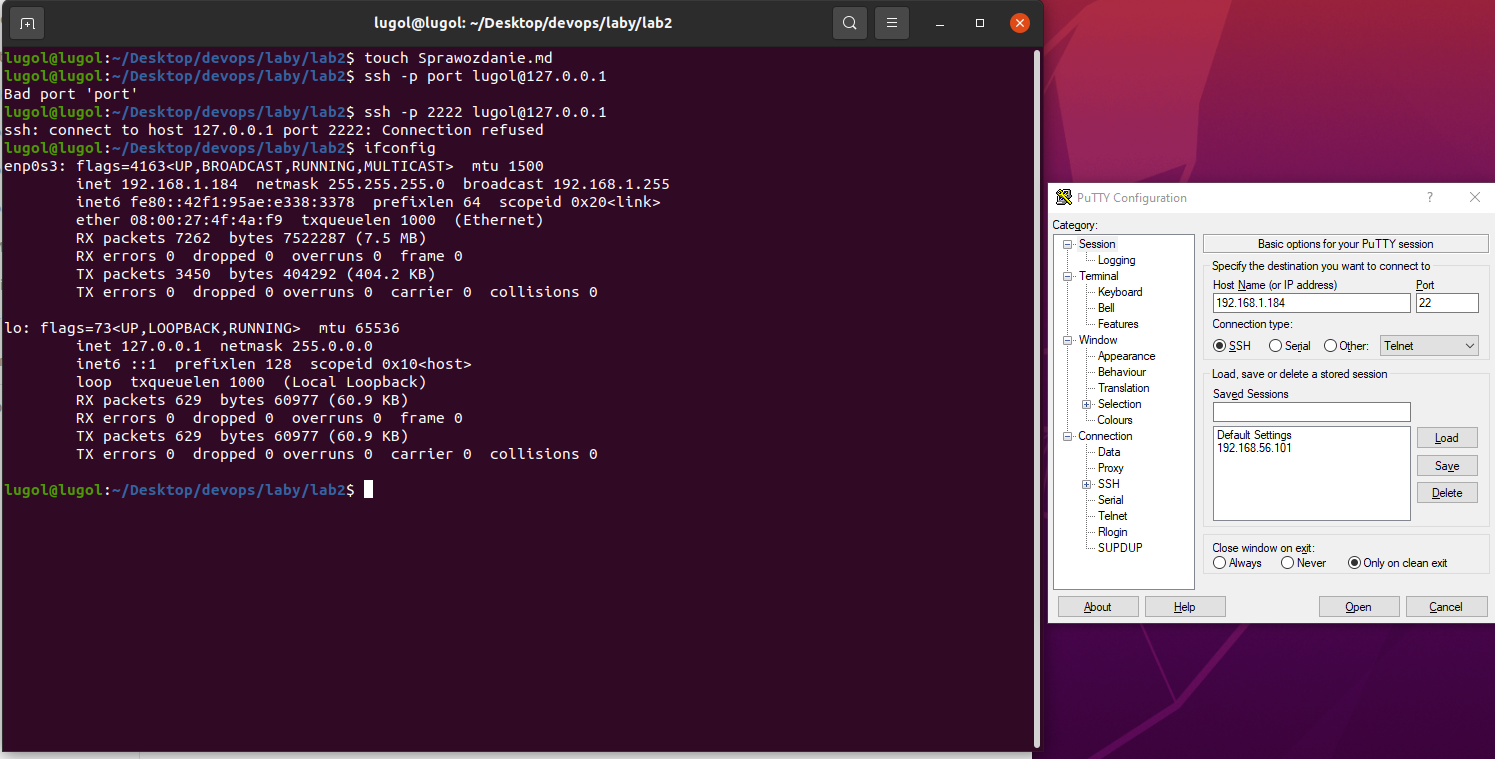 lugol@lugol: ~/Desktop/devops/laby/lab2
lugol@lugol:~/Desktop/devops/laby/lab2$ touch Sprawozdanie.md
lugol@lugol:~/Desktop/devops/laby/lab2$ ssh -p port lugol@127.0.0.1
Bad port 'port'
lugol@lugol:~/Desktop/devops/laby/lab2$ ssh -p 2222 lugol@127.0.0.1
ssh: connect to host 127.0.0.1 port 2222: Connection refused
lugol@lugol:~/Desktop/devops/laby/lab2$ ifconfig
enp0s3: flags=4163<UP,BROADCAST,RUNNING,MULTICAST>  mtu 1500
        inet 192.168.1.184  netmask 255.255.255.0  broadcast 192.168.1.255
        inet6 fe80::42f1:95ae:e338:3378  prefixlen 64  scopeid 0x20<link>
        ether 08:00:27:4f:4a:f9  txqueuelen 1000  (Ethernet)
        RX packets 7262  bytes 7522287 (7.5 MB)
        RX errors 0  dropped 0  overruns 0  frame 0
        TX packets 3450  bytes 404292 (404.2 KB)
        TX errors 0  dropped 0 overruns 0  carrier 0  collisions 0
lo: flags=73<UP,LOOPBACK,RUNNING>  mtu 65536
        inet 127.0.0.1  netmask 255.0.0.0
        inet6 ::1  prefixlen 128  scopeid 0x10<host>
        loop  txqueuelen 1000  (Local Loopback)
        RX packets 629  bytes 60977 (60.9 KB)
        RX errors 0  dropped 0  overruns 0  frame 0
        TX packets 629  bytes 60977 (60.9 KB)
        TX errors 0  dropped 0 overruns 0  carrier 0  collisions 0
lugol@lugol:~/Desktop/devops/laby/lab2$
PuTTY Configuration
?
Category:
Session
Logging
Terminal
Keyboard
Bell
Features
Window
Appearance
Behaviour
Translation
Selection
Colours
Connection
Data
Proxy
SSH
Serial
Telnet
Rlogin
SUPDUP
Basic options for your PuTTY session
Specify the destination you want to connect to
Host Name (or IP address) Port
192.168.1.184 22
Connection type:
SSH Serial Other: Telnet
Load, save or delete a stored session
Saved Sessions
Default Settings
192.168.56.101
Load
Save
Delete
Close window on exit:
Always Never Only on clean exit
About Help Open Cancel